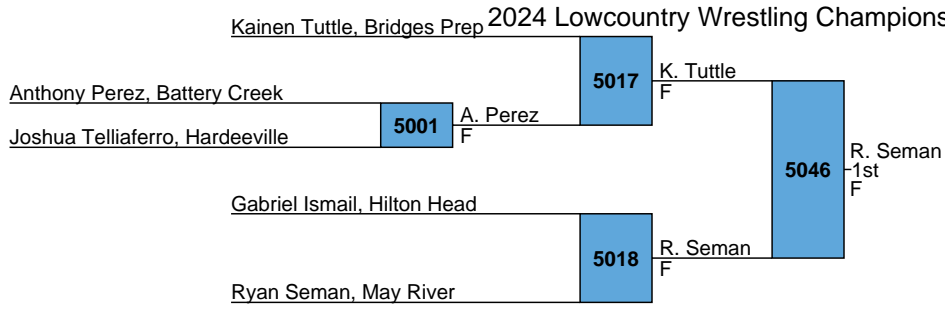 2024 Lowcountry Wrestling Champions
Kainen Tuttle, Bridges Prep
5017
K. Tuttle
F
Anthony Perez, Battery Creek
5001
A. Perez
F
Joshua Telliaferro, Hardeeville
5046
R. Seman
1st
F
Gabriel Ismail, Hilton Head
5018
R. Seman
F
Ryan Seman, May River